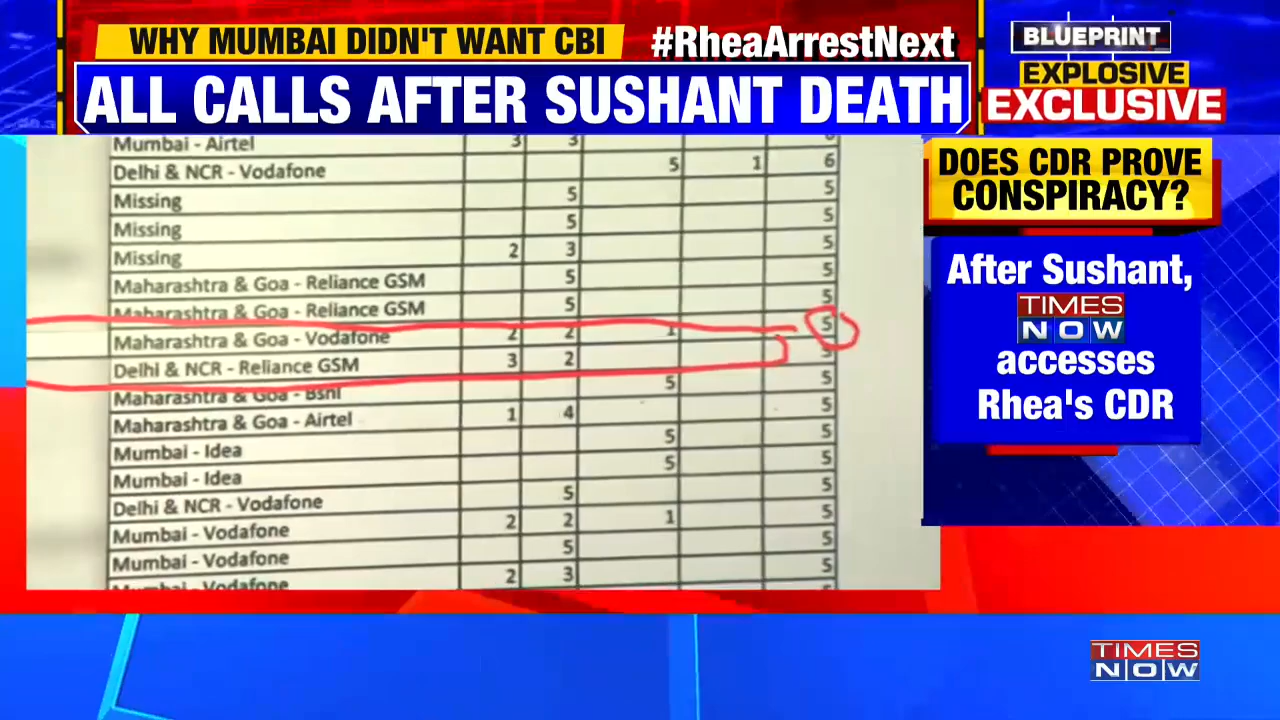 WHY MUMBAI DIDN'T WANT CBI
#RheaArrestNext
ALL CALLS AFTER SUSHANT DEATH
BLUEPRINT
EXPLOSIVE
EXCLUSIVE
DOES CDR PROVE
CONSPIRACY?
After Sushant,
TIMES
NOW
accesses
Rhea's CDR
Mumbai - Airtel 3 3
Delhi & NCR - Vodafone 5 1 6
Missing 5 5
Missing 5 5
Missing 2 3 5
Maharashtra & Goa - Reliance GSM 5 5
Maharashtra & Goa - Reliance GSM 5 5
Maharashtra & Goa - Vodafone 2 2 1 5
Delhi & NCR - Reliance GSM 3 2 5
Maharashtra & Goa - Bsnl 5 5
Maharashtra & Goa - Airtel 1 4 5
Mumbai - Idea 5 5
Mumbai - Idea 5 5
Delhi & NCR - Vodafone 5 5
Mumbai - Vodafone 2 2 1 5
Mumbai - Vodafone 5 5
Mumbai - Vodafone 2 3 5
TIMES
NOW